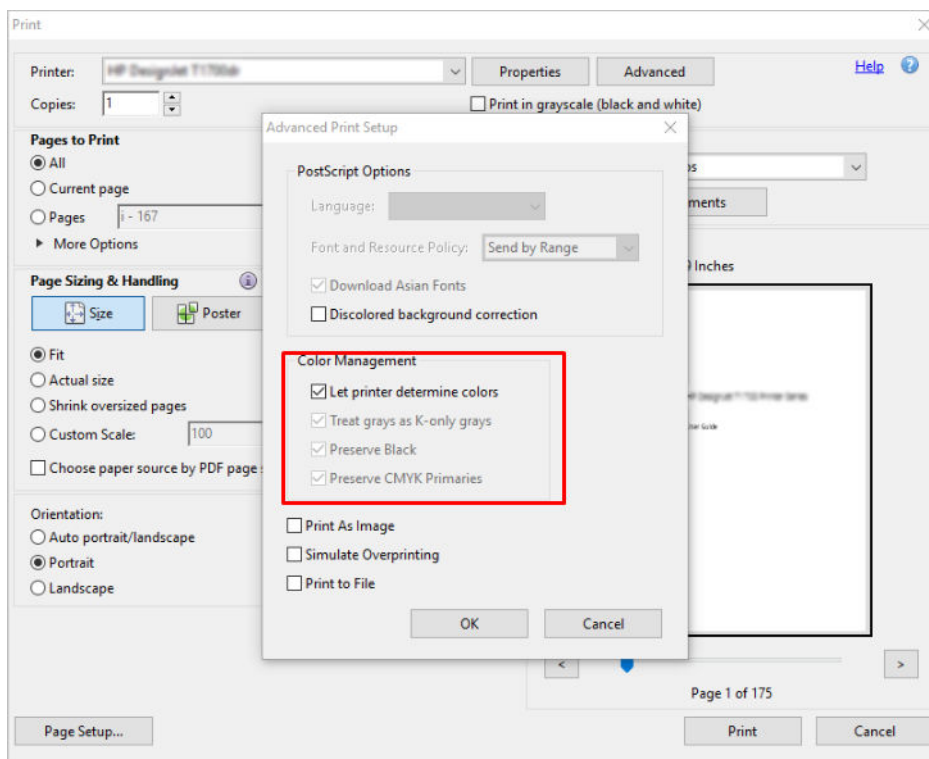 Print
Printer:
Properties
Advanced
Help
Copies: 1
Print in grayscale (black and white)
Pages to Print
All
Current page
Pages i - 167
More Options
Page Sizing & Handling
Size
Poster
Fit
Actual size
Shrink oversized pages
Custom Scale: 100
Choose paper source by PDF page
Orientation:
Auto portrait/landscape
Portrait
Landscape
Advanced Print Setup
PostScript Options
Language:
Font and Resource Policy: Send by Range
Download Asian Fonts
Discolored background correction
Color Management
Let printer determine colors
Treat grays as K-only grays
Preserve Black
Preserve CMYK Primaries
Print As Image
Simulate Overprinting
Print to File
OK
Cancel
Inches
Guide
<
>
Page 1 of 175
Page Setup...
Print
Cancel